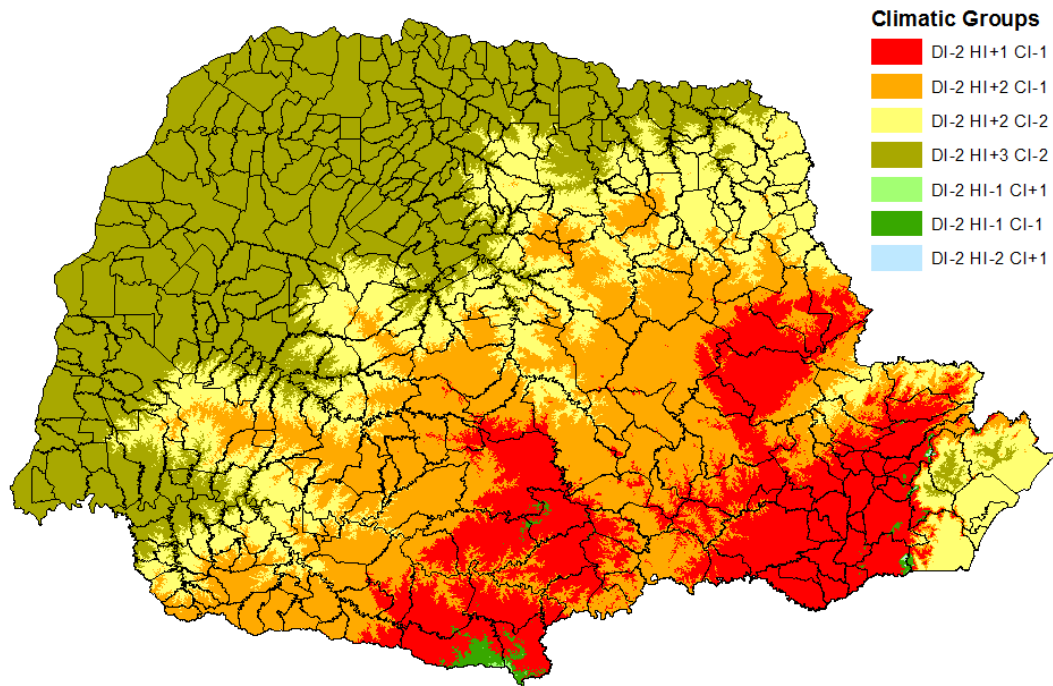 Climatic Groups
DI-2 HI+1 CI-1
DI-2 HI+2 CI-1
DI-2 HI+2 CI-2
DI-2 HI+3 CI-2
DI-2 HI-1 CI+1
DI-2 HI-1 CI-1
DI-2 HI-2 CI+1